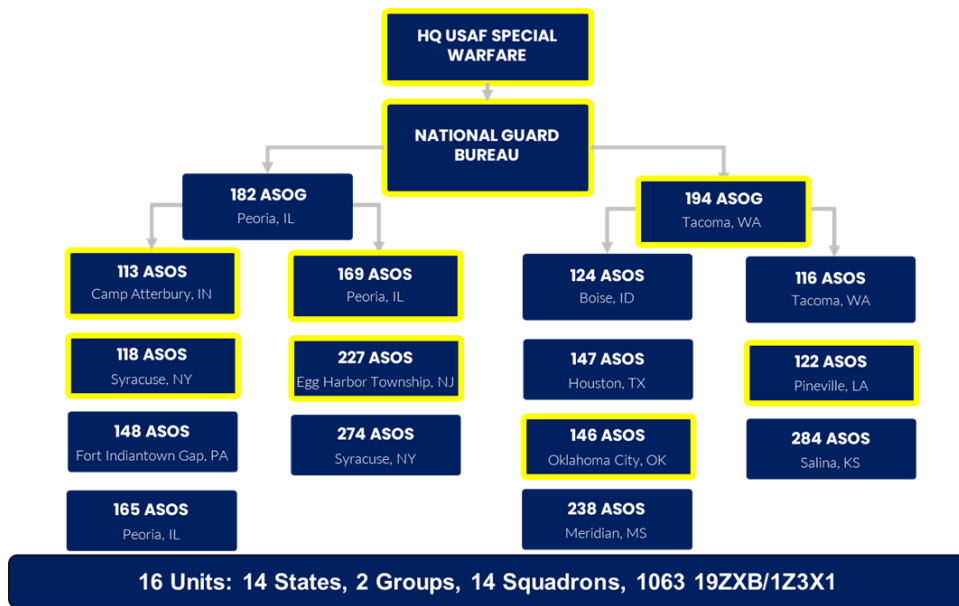 HQ USAF SPECIAL
WARFARE
NATIONAL GUARD
BUREAU
182 ASOG
Peoria, IL
194 ASOG
Tacoma, WA
113 ASOS
Camp Atterbury, IN
169 ASOS
Peoria, IL
124 ASOS
Boise, ID
116 ASOS
Tacoma, WA
118 ASOS
Syracuse, NY
227 ASOS
Egg Harbor Township, NJ
147 ASOS
Houston, TX
122 ASOS
Pineville, LA
148 ASOS
Fort Indiantown Gap, PA
274 ASOS
Syracuse, NY
146 ASOS
Oklahoma City, OK
284 ASOS
Salina, KS
165 ASOS
Peoria, IL
238 ASOS
Meridian, MS
16 Units: 14 States, 2 Groups, 14 Squadrons, 1063 19ZXB/1Z3X1